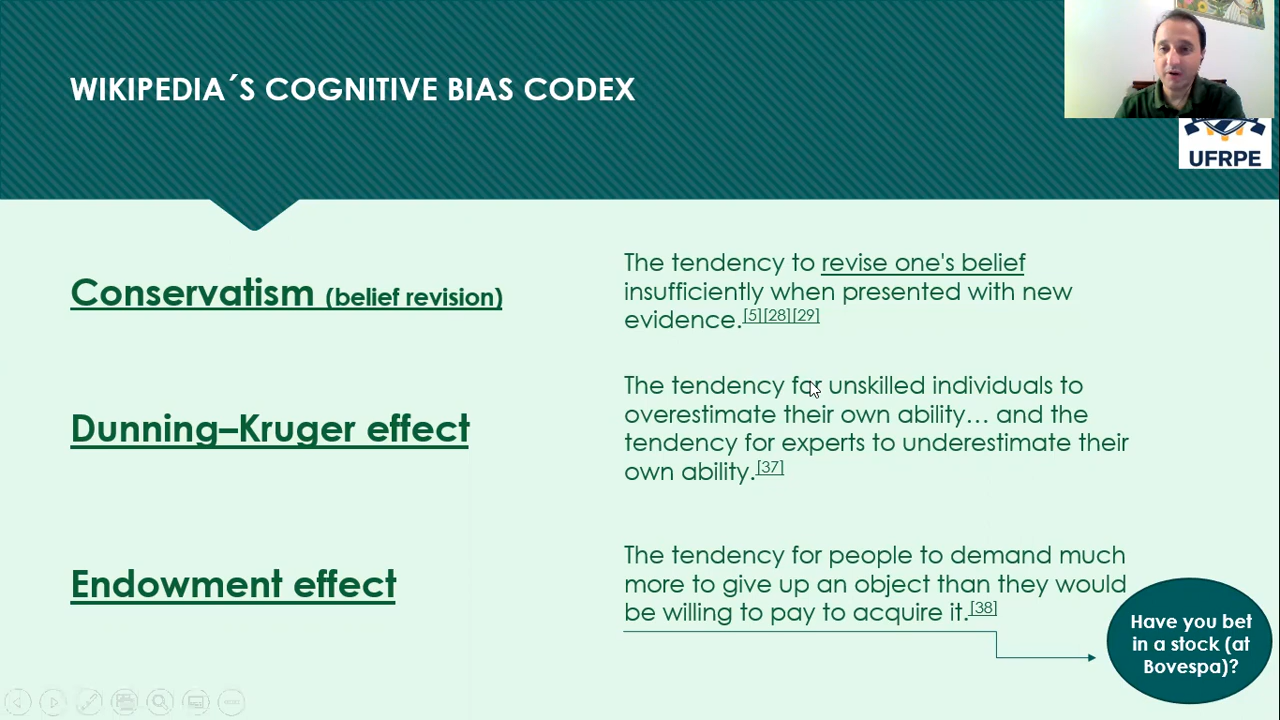 WIKIPEDIA´S COGNITIVE BIAS CODEX
UFRPE
Conservatism (belief revision)
The tendency to revise one's belief
insufficiently when presented with new
evidence.[5][28][29]
Dunning–Kruger effect
The tendency for unskilled individuals to
overestimate their own ability… and the
tendency for experts to underestimate their
own ability.[37]
Endowment effect
The tendency for people to demand much
more to give up an object than they would
be willing to pay to acquire it.[38]
Have you bet
in a stock (at
Bovespa)?